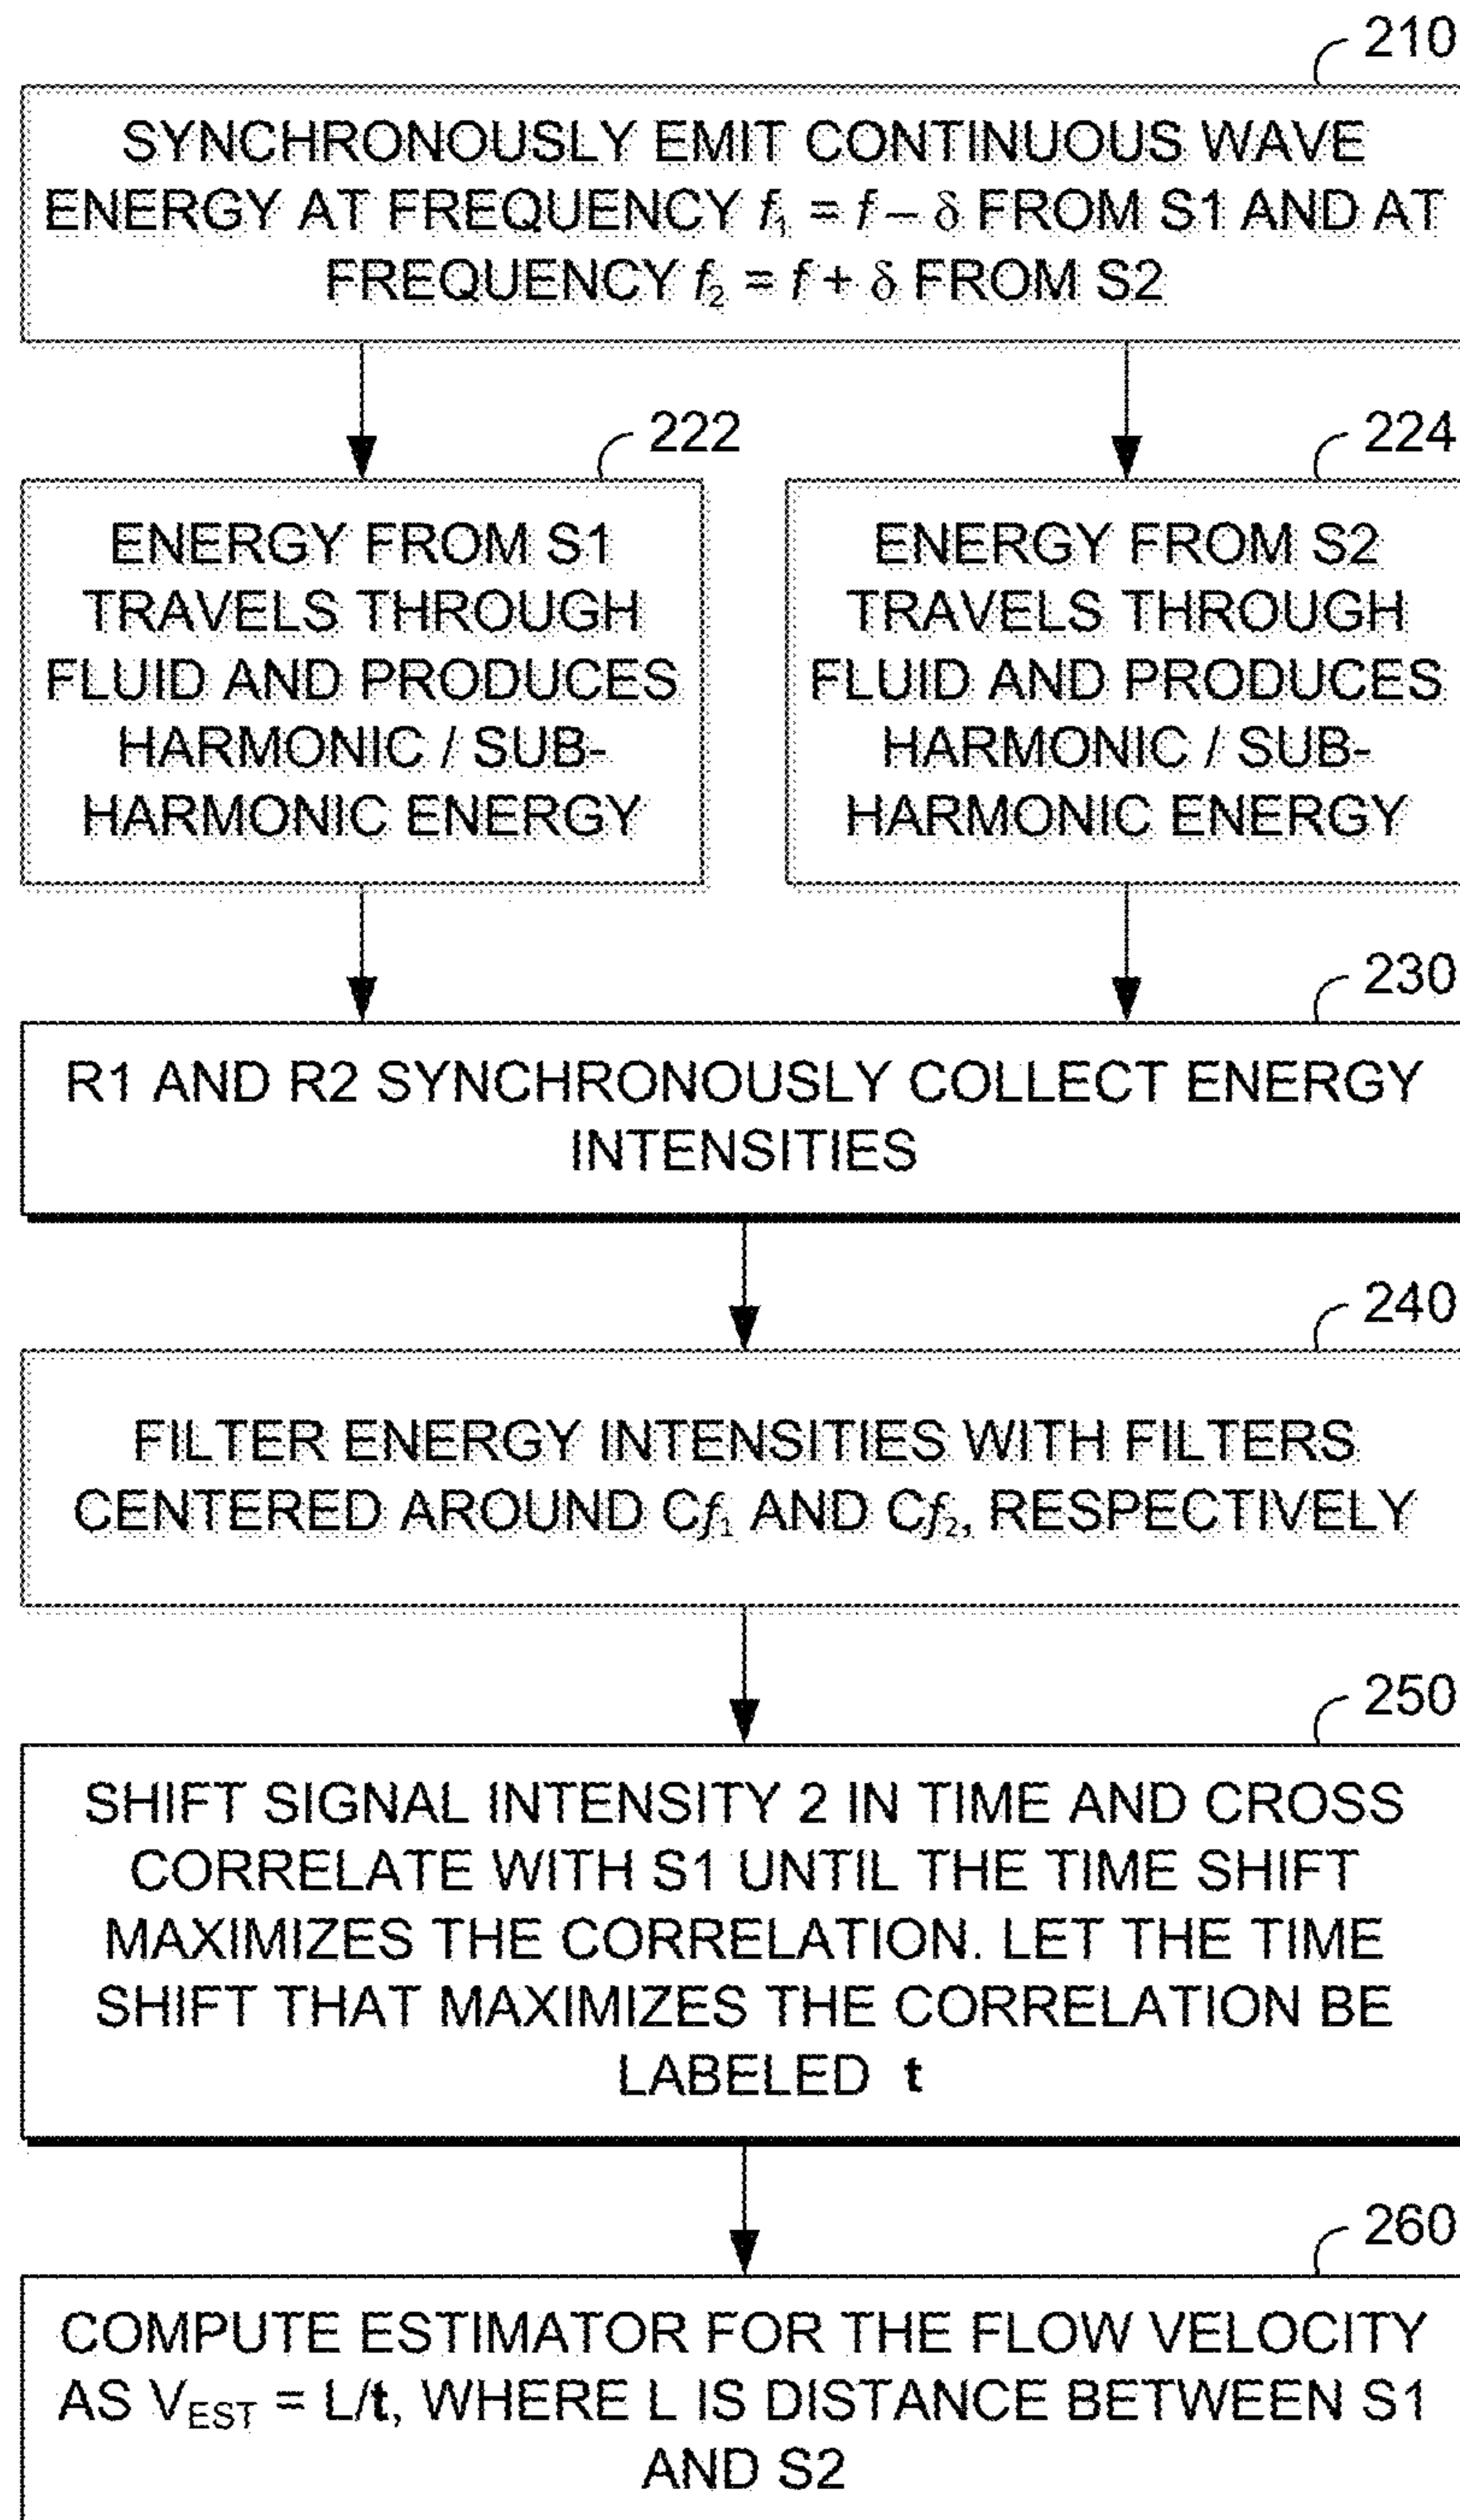 210
SYNCHRONOUSLY EMIT CONTINUOUS WAVE
ENERGY AT FREQUENCY f₁ = f – δ FROM S1 AND AT
FREQUENCY f₂ = f + δ FROM S2
222
ENERGY FROM S1
TRAVELS THROUGH
FLUID AND PRODUCES
HARMONIC / SUB-
HARMONIC ENERGY
224
ENERGY FROM S2
TRAVELS THROUGH
FLUID AND PRODUCES
HARMONIC / SUB-
HARMONIC ENERGY
230
R1 AND R2 SYNCHRONOUSLY COLLECT ENERGY
INTENSITIES
240
FILTER ENERGY INTENSITIES WITH FILTERS
CENTERED AROUND Cf₁ AND Cf₂, RESPECTIVELY
250
SHIFT SIGNAL INTENSITY 2 IN TIME AND CROSS
CORRELATE WITH S1 UNTIL THE TIME SHIFT
MAXIMIZES THE CORRELATION. LET THE TIME
SHIFT THAT MAXIMIZES THE CORRELATION BE
LABELED t
260
COMPUTE ESTIMATOR FOR THE FLOW VELOCITY
AS V_EST = L/t, WHERE L IS DISTANCE BETWEEN S1
AND S2